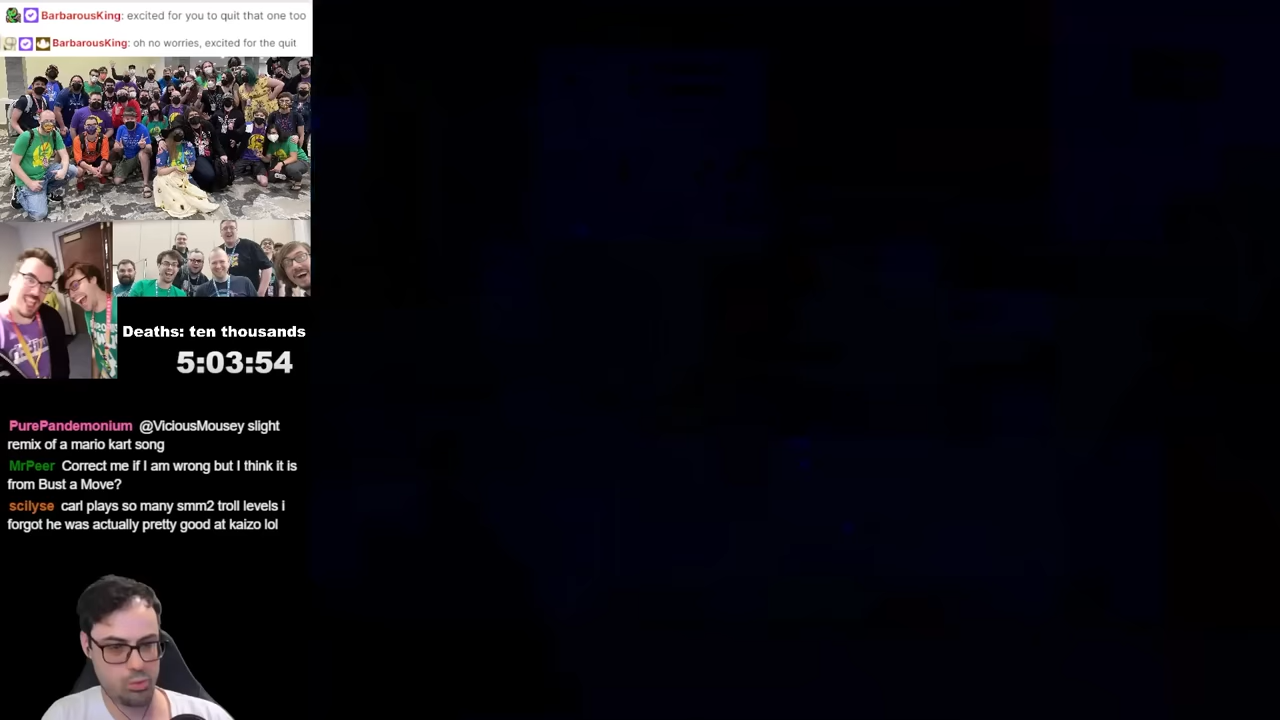 BarbarousKing: excited for you to quit that one too
BarbarousKing: oh no worries, excited for the quit
Deaths: ten thousands
5:03:54
PurePandemonium @ViciousMousey slight
remix of a mario kart song
MrPeer Correct me if I am wrong but I think it is
from Bust a Move?
scilyse carl plays so many smm2 troll levels i
forgot he was actually pretty good at kaizo lol